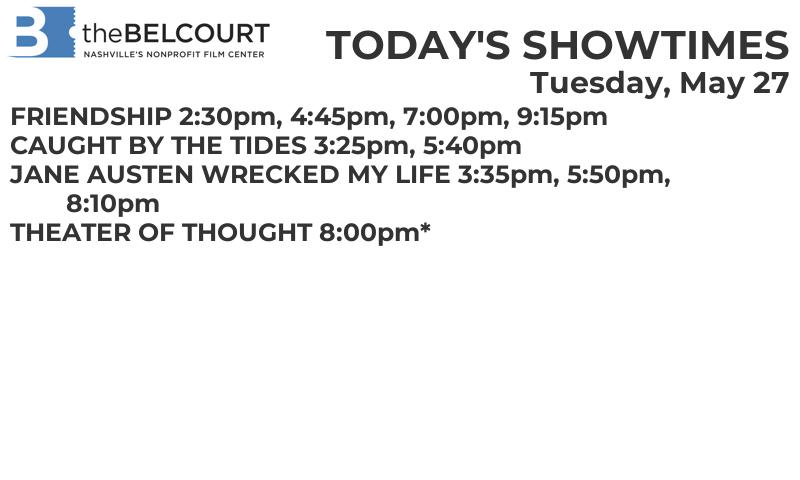 B theBELCOURT
NASHVILLE'S NONPROFIT FILM CENTER
TODAY'S SHOWTIMES
Tuesday, May 27
FRIENDSHIP 2:30pm, 4:45pm, 7:00pm, 9:15pm
CAUGHT BY THE TIDES 3:25pm, 5:40pm
JANE AUSTEN WRECKED MY LIFE 3:35pm, 5:50pm,
8:10pm
THEATER OF THOUGHT 8:00pm*